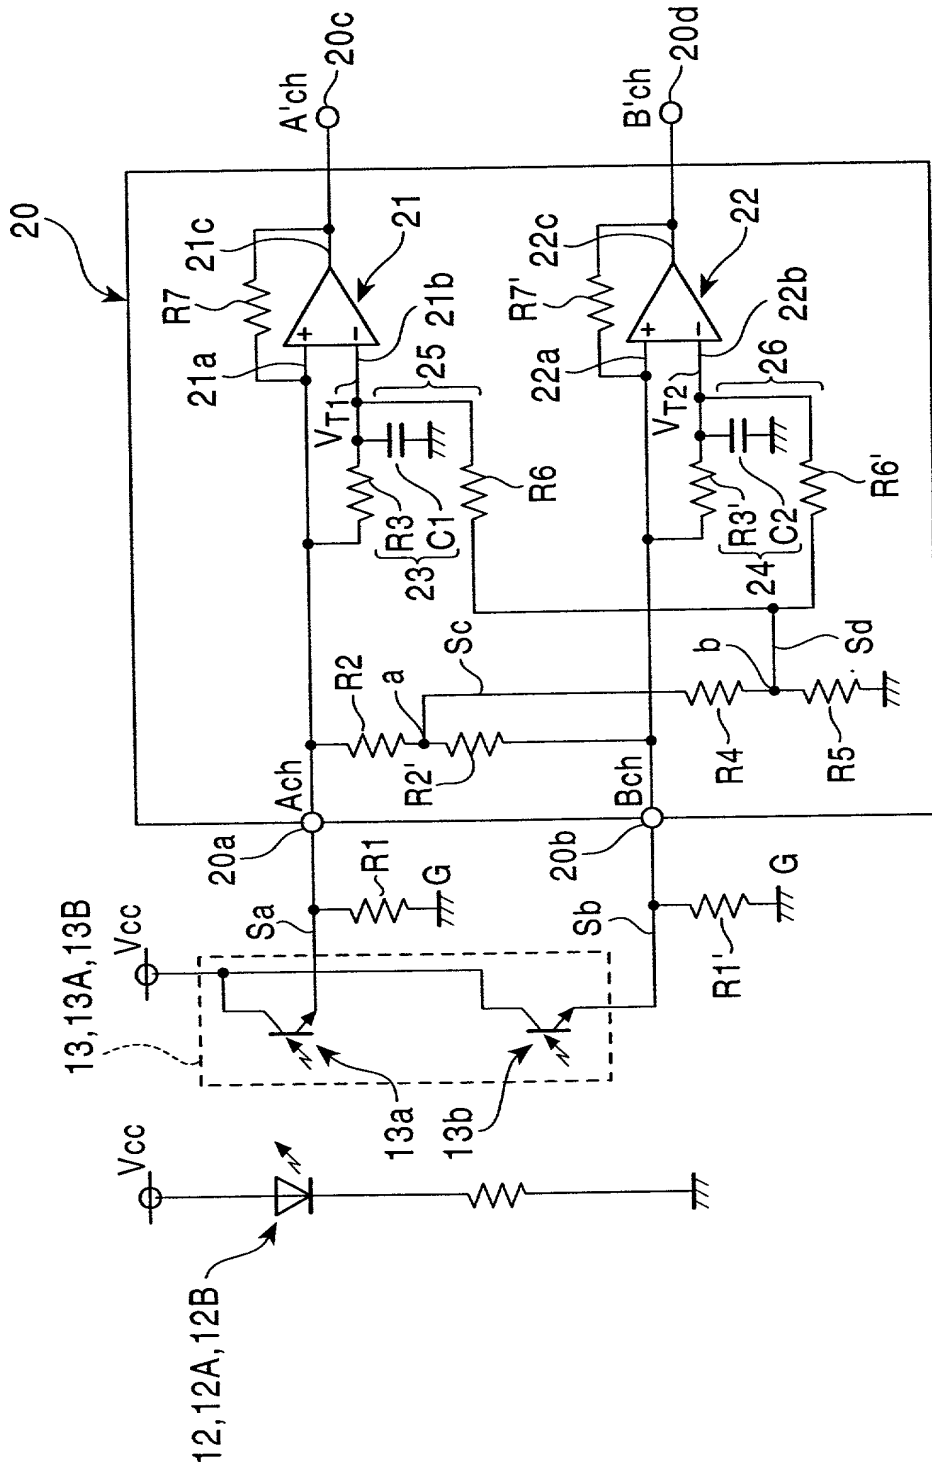 20
A'ch
20c
R7
21c
21
21a
21b
+
−
VT1
25
R3
C1
23
R6
B'ch
20d
R7'
22c
22
22a
22b
+
−
VT2
26
R3'
C2
24
R6'
Sc
Sd
R2
a
R2'
b
R4
R5
Ach
20a
Bch
20b
Sa
R1
G
Sb
R1'
G
13,13A,13B
Vcc
13a
13b
Vcc
12,12A,12B